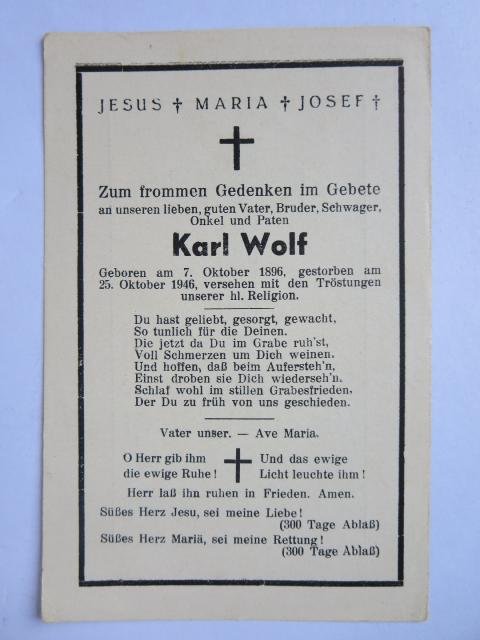 JESUS ✝ MARIA ✝ JOSEF ✝
Zum frommen Gedenken im Gebete
an unseren lieben, guten Vater, Bruder, Schwager,
Onkel und Paten
Karl Wolf
Geboren am 7. Oktober 1896, gestorben am
25. Oktober 1946, versehen mit den Tröstungen
unserer hl. Religion.
Du hast geliebt, gesorgt, gewacht,
So tunlich für die Deinen.
Die jetzt da Du im Grabe ruh'st,
Voll Schmerzen um Dich weinen.
Und hoffen, daß beim Aufersteh'n,
Einst droben sie Dich wiederseh'n.
Schlaf wohl im stillen Grabesfrieden,
Der Du zu früh von uns geschieden.
Vater unser. — Ave Maria.
O Herr gib ihm
die ewige Ruhe!
Und das ewige
Licht leuchte ihm!
Herr laß ihn ruhen in Frieden. Amen.
Süßes Herz Jesu, sei meine Liebe!
(300 Tage Ablaß)
Süßes Herz Mariä, sei meine Rettung!
(300 Tage Ablaß)